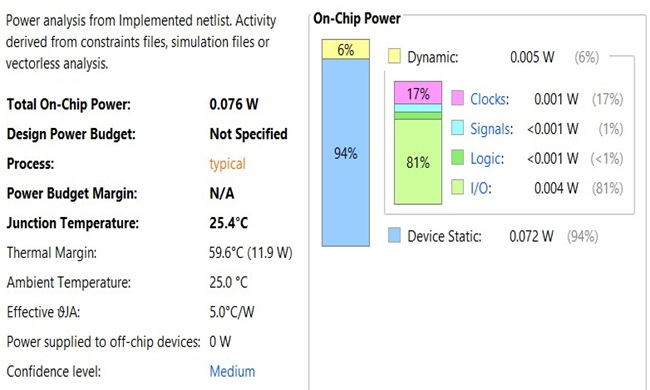 Power analysis from Implemented netlist. Activity
derived from constraints files, simulation files or
vectorless analysis.
Total On-Chip Power: 0.076 W
Design Power Budget: Not Specified
Process: typical
Power Budget Margin: N/A
Junction Temperature: 25.4°C
Thermal Margin: 59.6°C (11.9 W)
Ambient Temperature: 25.0 °C
Effective ϑJA: 5.0°C/W
Power supplied to off-chip devices: 0 W
Confidence level: Medium
On-Chip Power
6%
94%
Dynamic: 0.005 W (6%)
17%
81%
Clocks: 0.001 W (17%)
Signals: <0.001 W (1%)
Logic: <0.001 W (<1%)
I/O: 0.004 W (81%)
Device Static: 0.072 W (94%)